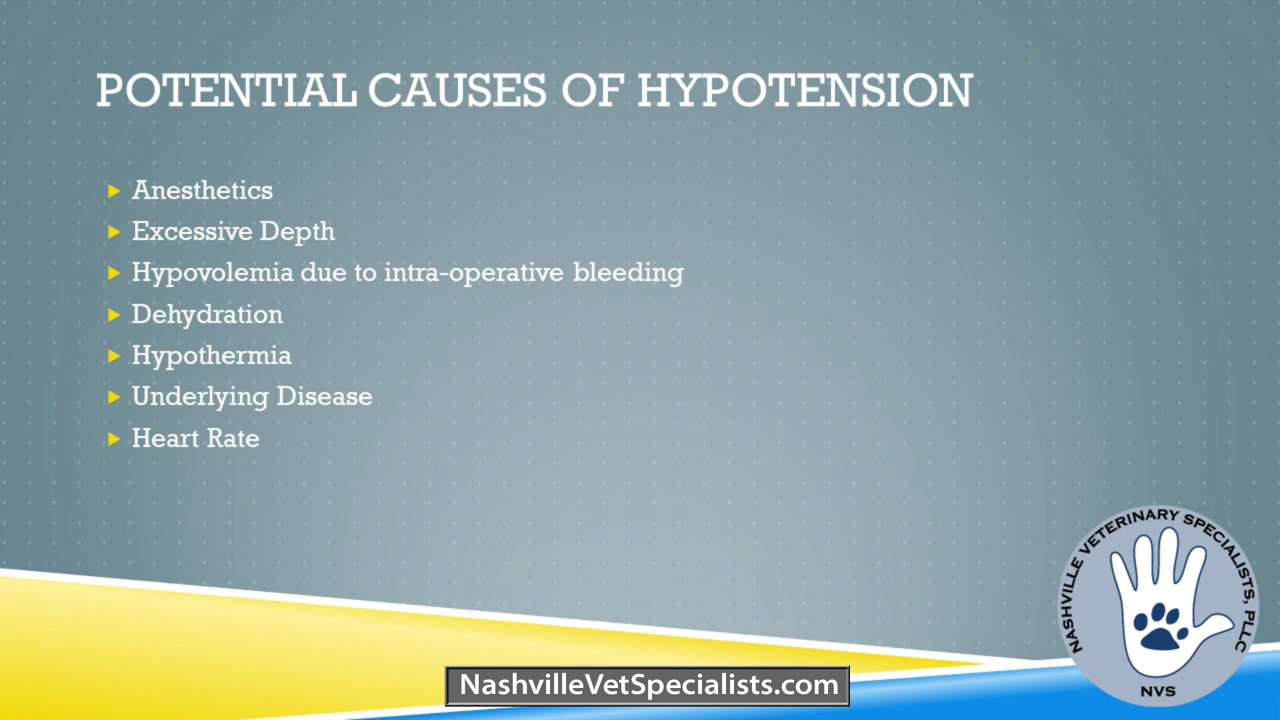 POTENTIAL CAUSES OF HYPOTENSION
Anesthetics
Excessive Depth
Hypovolemia due to intra-operative bleeding
Dehydration
Hypothermia
Underlying Disease
Heart Rate
NASHVILLE VETERINARY SPECIALISTS, PLLC
NVS
NashvilleVetSpecialists.com